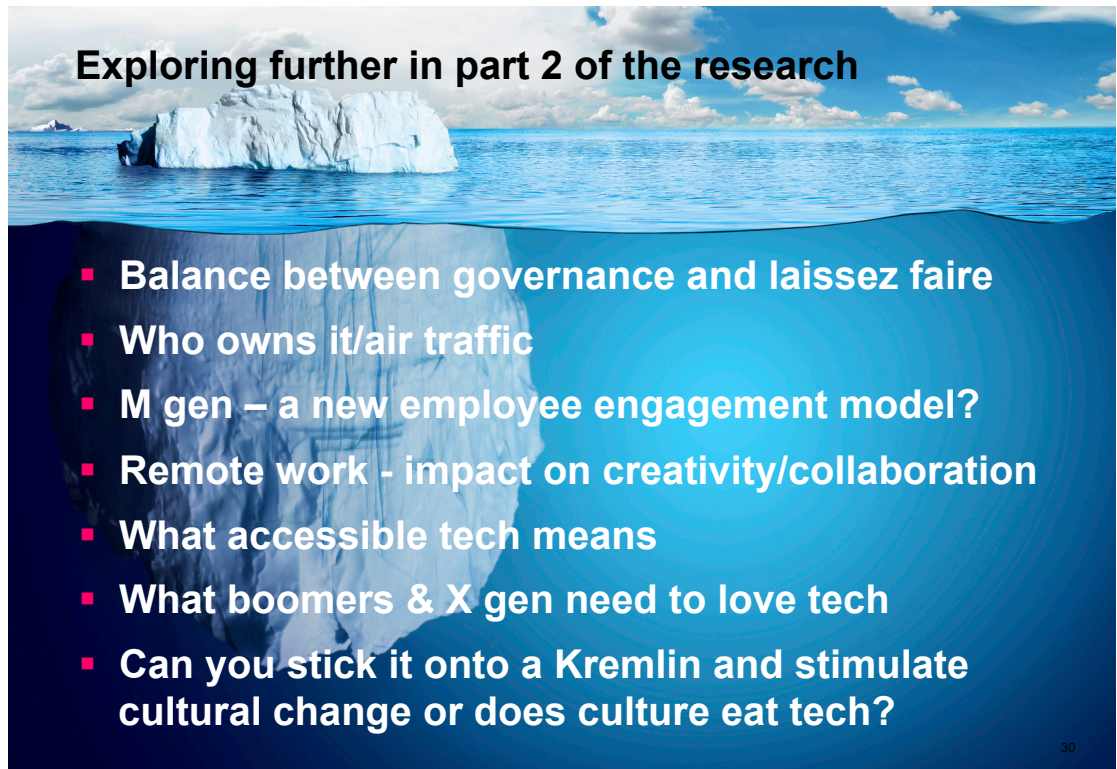 Exploring further in part 2 of the research
▪ Balance between governance and laissez faire
▪ Who owns it/air traffic
▪ M gen – a new employee engagement model?
▪ Remote work - impact on creativity/collaboration
▪ What accessible tech means
▪ What boomers & X gen need to love tech
▪ Can you stick it onto a Kremlin and stimulate
cultural change or does culture eat tech?
30